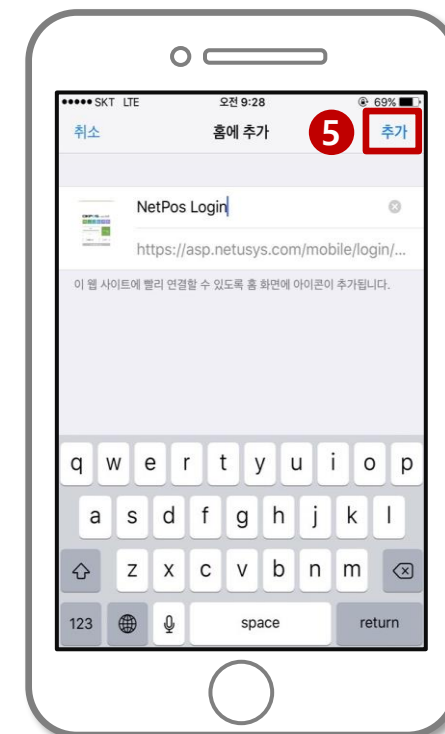 SKT LTE 오전 9:28 69%
취소 홈에 추가 5 추가
NetPos Login
https://asp.netusys.com/mobile/login/...
이 웹 사이트에 빨리 연결할 수 있도록 홈 화면에 아이콘이 추가됩니다.
q w e r t y u i o p
a s d f g h j k l
z x c v b n m
123 space return